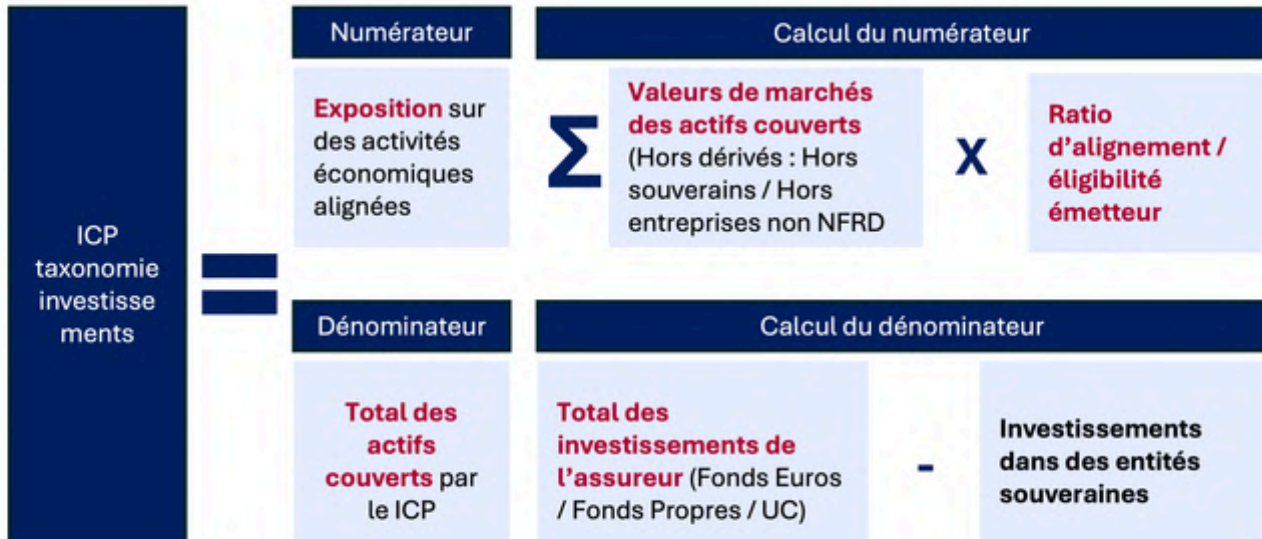 ICP
taxonomie
investisse
ments
Numérateur
Calcul du numérateur
Exposition sur
des activités
économiques
alignées
Σ
Valeurs de marchés
des actifs couverts
(Hors dérivés : Hors
souverains / Hors
entreprises non NFRD
X
Ratio
d’alignement /
éligibilité
émetteur
=
Dénominateur
Calcul du dénominateur
Total des
actifs
couverts par
le ICP
Total des
investissements de
l’assureur (Fonds Euros
/ Fonds Propres / UC)
-
Investissements
dans des entités
souveraines